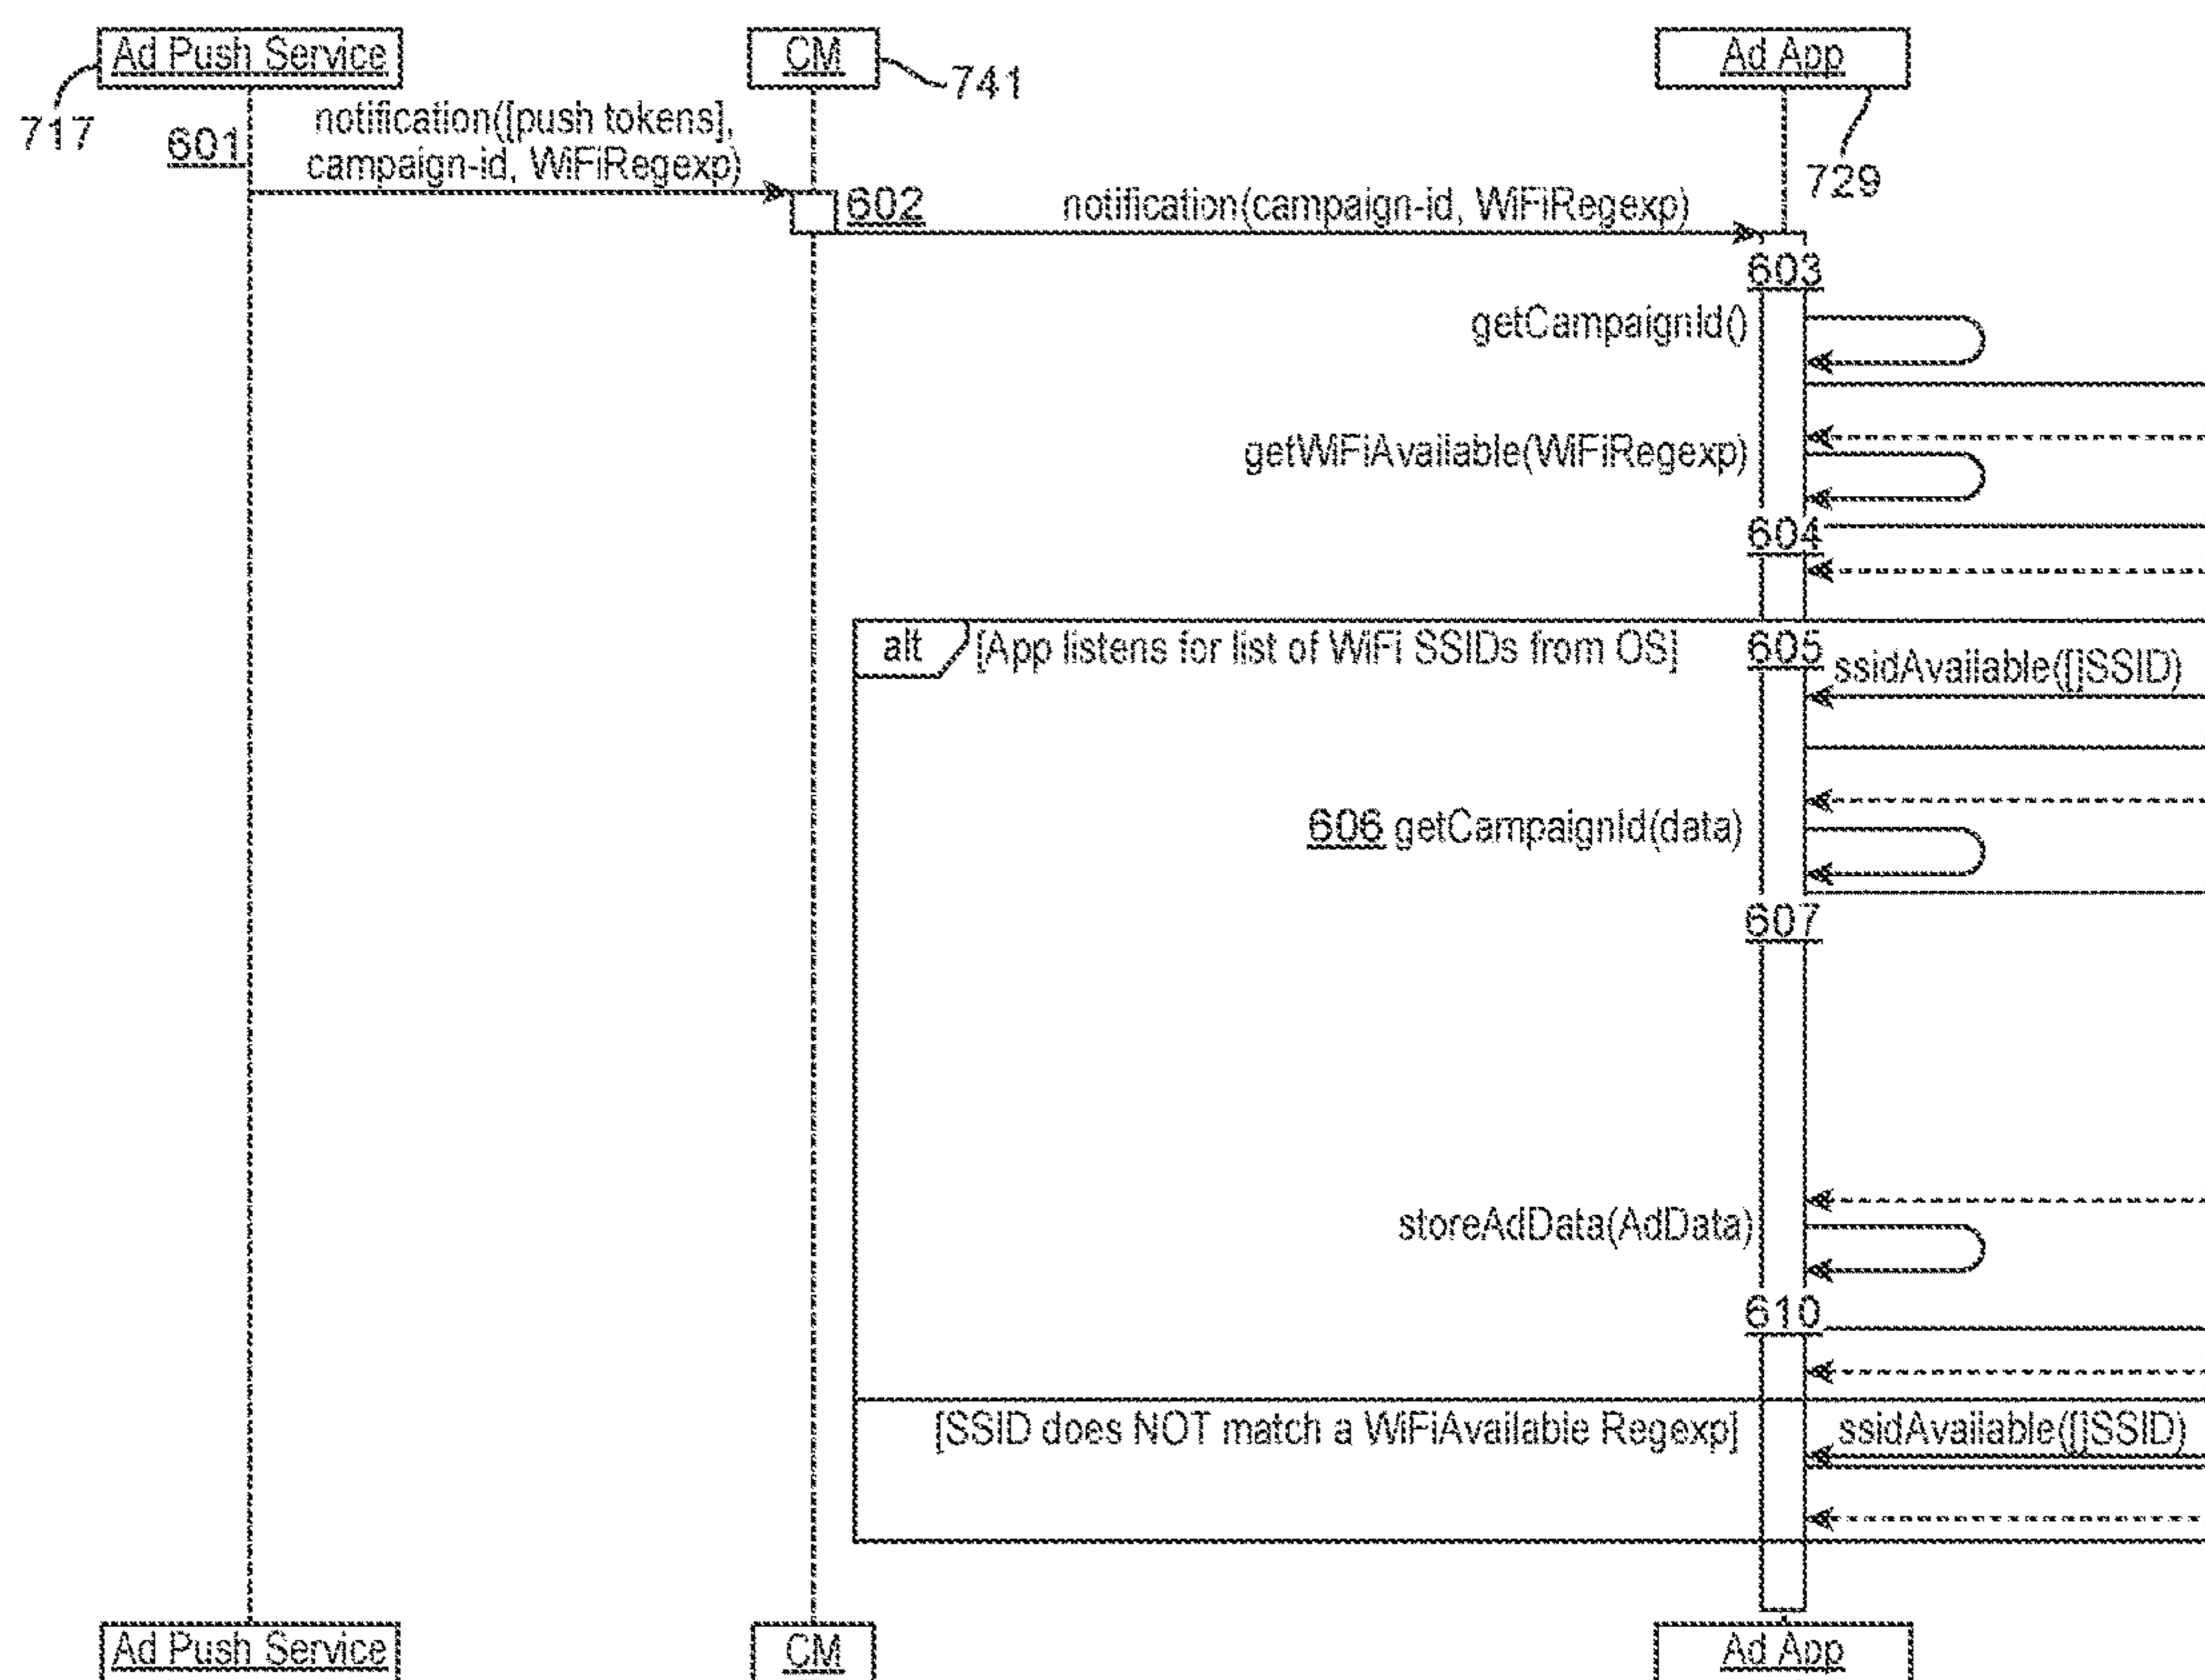 Ad Push Service
CM
Ad App
717
741
729
601
notification([push tokens],
campaign-id, WiFiRegexp)
602
notification(campaign-id, WiFiRegexp)
603
getCampaignId()
getWiFiAvailable(WiFiRegexp)
604
alt
[App listens for list of WiFi SSIDs from OS]
605
ssidAvailable([]SSID)
606 getCampaignId(data)
607
storeAdData(AdData)
610
[SSID does NOT match a WiFiAvailable Regexp]
ssidAvailable([]SSID)
Ad Push Service
CM
Ad App